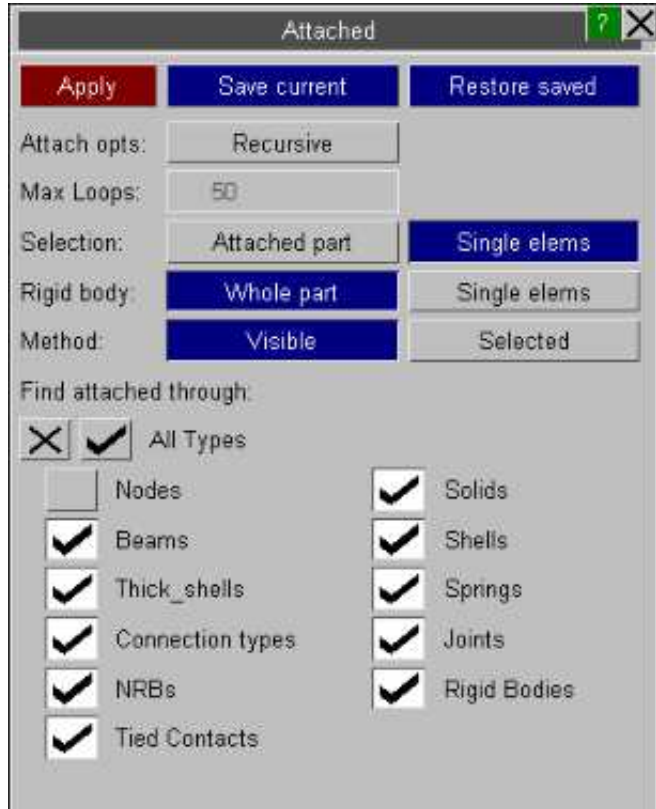 Attached ?
Apply Save current Restore saved
Attach opts: Recursive
Max Loops: 50
Selection: Attached part Single elems
Rigid body: Whole part Single elems
Method: Visible Selected
Find attached through:
All Types
Nodes Solids
Beams Shells
Thick_shells Springs
Connection types Joints
NRBs Rigid Bodies
Tied Contacts